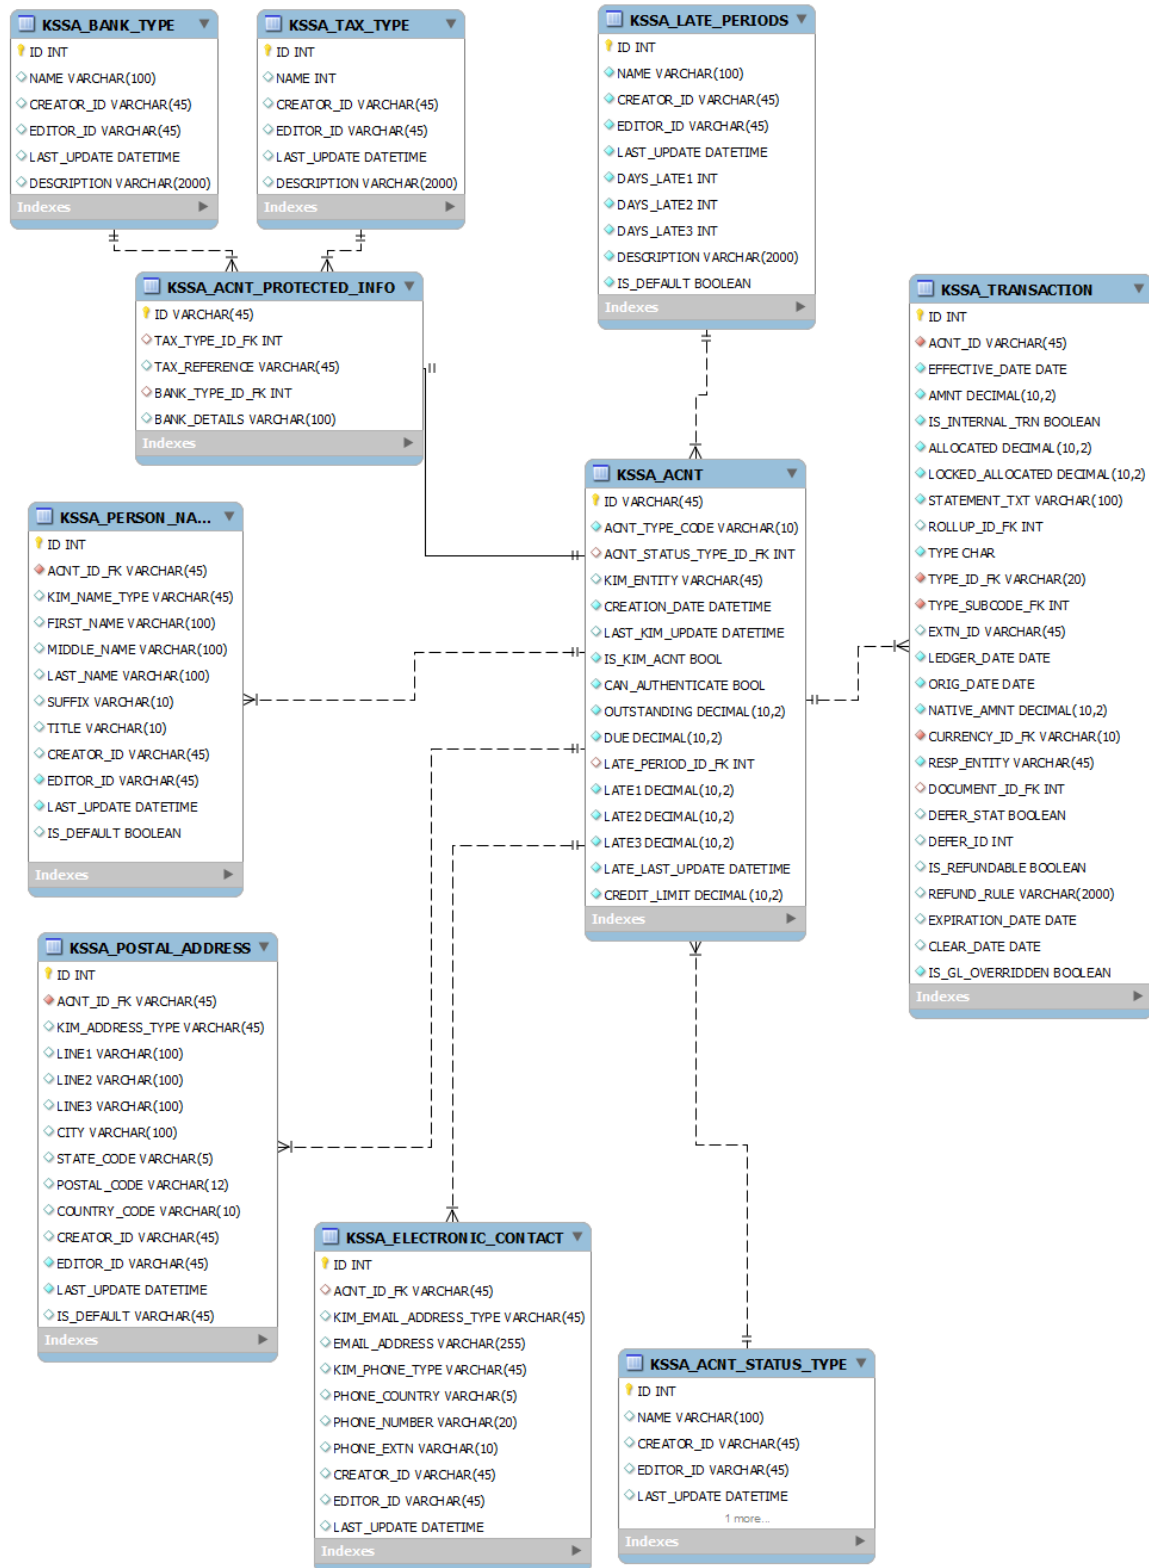 KSSA_BANK_TYPE
ID INT
NAME VARCHAR(100)
CREATOR_ID VARCHAR(45)
EDITOR_ID VARCHAR(45)
LAST_UPDATE DATETIME
DESCRIPTION VARCHAR(2000)
Indexes
KSSA_TAX_TYPE
ID INT
NAME INT
CREATOR_ID VARCHAR(45)
EDITOR_ID VARCHAR(45)
LAST_UPDATE DATETIME
DESCRIPTION VARCHAR(2000)
Indexes
KSSA_LATE_PERIODS
ID INT
NAME VARCHAR(100)
CREATOR_ID VARCHAR(45)
EDITOR_ID VARCHAR(45)
LAST_UPDATE DATETIME
DAYS_LATE1 INT
DAYS_LATE2 INT
DAYS_LATE3 INT
DESCRIPTION VARCHAR(2000)
IS_DEFAULT BOOLEAN
Indexes
KSSA_ACNT_PROTECTED_INFO
ID VARCHAR(45)
TAX_TYPE_ID_FK INT
TAX_REFERENCE VARCHAR(45)
BANK_TYPE_ID_FK INT
BANK_DETAILS VARCHAR(100)
Indexes
KSSA_TRANSACTION
ID INT
ACNT_ID VARCHAR(45)
EFFECTIVE_DATE DATE
AMNT DECIMAL(10,2)
IS_INTERNAL_TRN BOOLEAN
ALLOCATED DECIMAL(10,2)
LOCKED_ALLOCATED DECIMAL(10,2)
STATEMENT_TXT VARCHAR(100)
ROLLUP_ID_FK INT
TYPE CHAR
TYPE_ID_FK VARCHAR(20)
TYPE_SUBCODE_FK INT
EXTN_ID VARCHAR(45)
LEDGER_DATE DATE
ORIG_DATE DATE
NATIVE_AMNT DECIMAL(10,2)
CURRENCY_ID_FK VARCHAR(10)
RESP_ENTITY VARCHAR(45)
DOCUMENT_ID_FK INT
DEFER_STAT BOOLEAN
DEFER_ID INT
IS_REFUNDABLE BOOLEAN
REFUND_RULE VARCHAR(2000)
EXPIRATION_DATE DATE
CLEAR_DATE DATE
IS_GL_OVERRIDDEN BOOLEAN
Indexes
KSSA_ACNT
ID VARCHAR(45)
ACNT_TYPE_CODE VARCHAR(10)
ACNT_STATUS_TYPE_ID_FK INT
KIM_ENTITY VARCHAR(45)
CREATION_DATE DATETIME
LAST_KIM_UPDATE DATETIME
IS_KIM_ACNT BOOL
CAN_AUTHENTICATE BOOL
OUTSTANDING DECIMAL(10,2)
DUE DECIMAL(10,2)
LATE_PERIOD_ID_FK INT
LATE1 DECIMAL(10,2)
LATE2 DECIMAL(10,2)
LATE3 DECIMAL(10,2)
LATE_LAST_UPDATE DATETIME
CREDIT_LIMIT DECIMAL(10,2)
Indexes
KSSA_PERSON_NA...
ID INT
ACNT_ID_FK VARCHAR(45)
KIM_NAME_TYPE VARCHAR(45)
FIRST_NAME VARCHAR(100)
MIDDLE_NAME VARCHAR(100)
LAST_NAME VARCHAR(100)
SUFFIX VARCHAR(10)
TITLE VARCHAR(10)
CREATOR_ID VARCHAR(45)
EDITOR_ID VARCHAR(45)
LAST_UPDATE DATETIME
IS_DEFAULT BOOLEAN
Indexes
KSSA_POSTAL_ADDRESS
ID INT
ACNT_ID_FK VARCHAR(45)
KIM_ADDRESS_TYPE VARCHAR(45)
LINE1 VARCHAR(100)
LINE2 VARCHAR(100)
LINE3 VARCHAR(100)
CITY VARCHAR(100)
STATE_CODE VARCHAR(5)
POSTAL_CODE VARCHAR(12)
COUNTRY_CODE VARCHAR(10)
CREATOR_ID VARCHAR(45)
EDITOR_ID VARCHAR(45)
LAST_UPDATE DATETIME
IS_DEFAULT VARCHAR(45)
Indexes
KSSA_ELECTRONIC_CONTACT
ID INT
ACNT_ID_FK VARCHAR(45)
KIM_EMAIL_ADDRESS_TYPE VARCHAR(45)
EMAIL_ADDRESS VARCHAR(255)
KIM_PHONE_TYPE VARCHAR(45)
PHONE_COUNTRY VARCHAR(5)
PHONE_NUMBER VARCHAR(20)
PHONE_EXTN VARCHAR(10)
CREATOR_ID VARCHAR(45)
EDITOR_ID VARCHAR(45)
LAST_UPDATE DATETIME
Indexes
KSSA_ACNT_STATUS_TYPE
ID INT
NAME VARCHAR(100)
CREATOR_ID VARCHAR(45)
EDITOR_ID VARCHAR(45)
LAST_UPDATE DATETIME
1 more...
Indexes